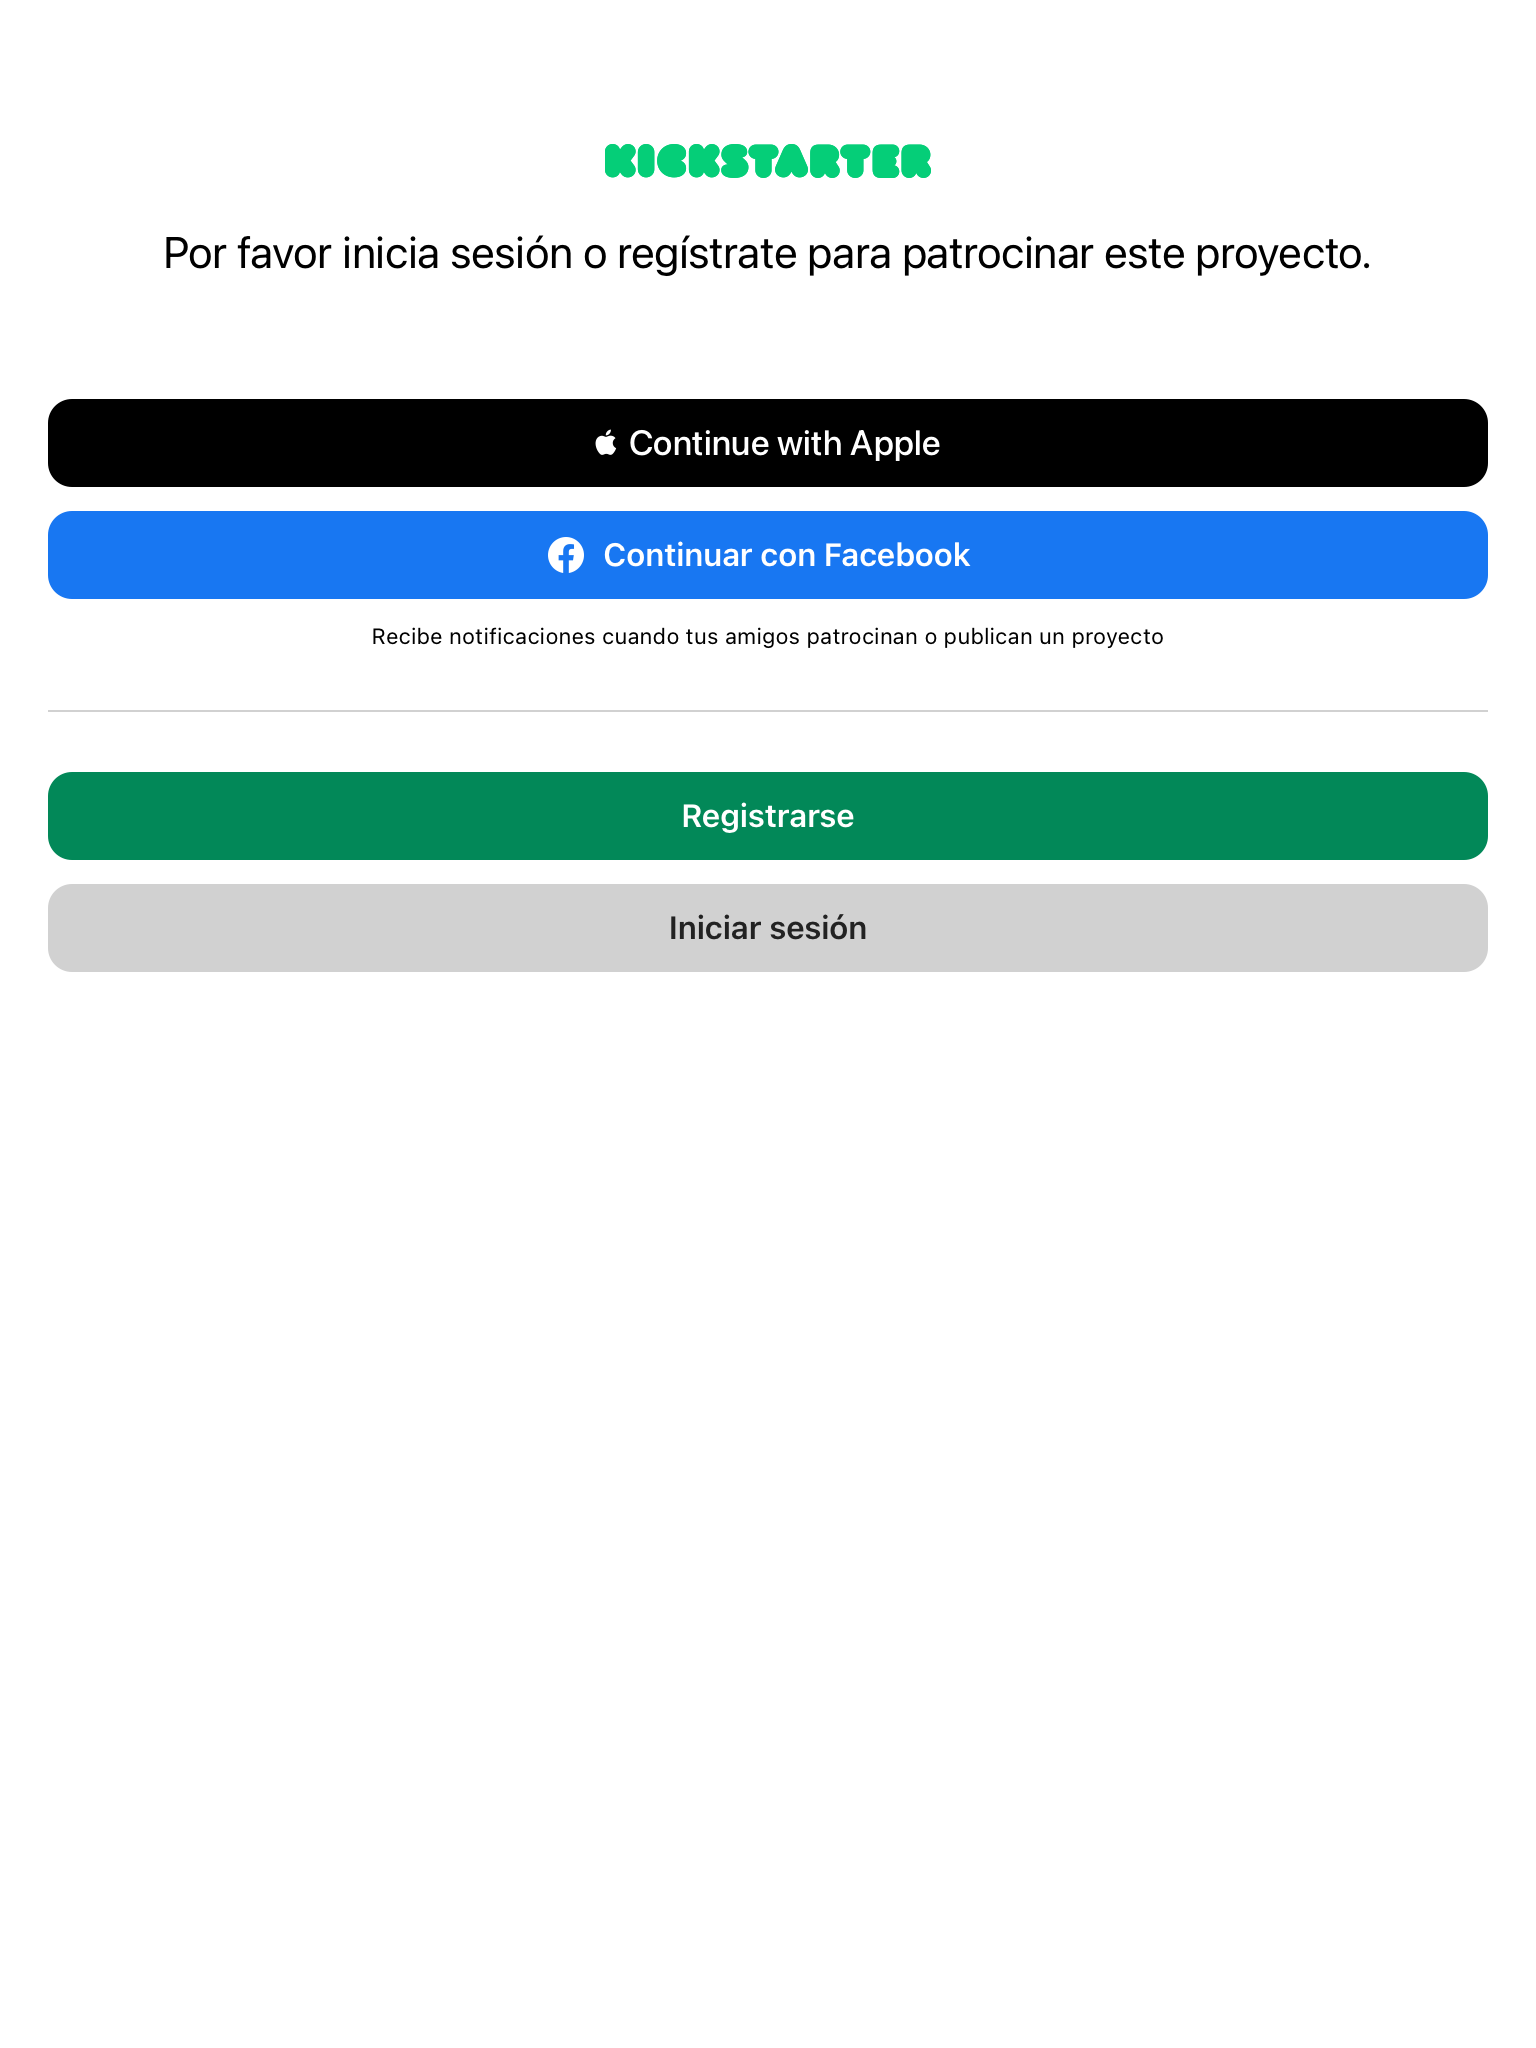 KICKSTARTER
Por favor inicia sesión o regístrate para patrocinar este proyecto.
Continue with Apple
Continuar con Facebook
Recibe notificaciones cuando tus amigos patrocinan o publican un proyecto
Registrarse
Iniciar sesión